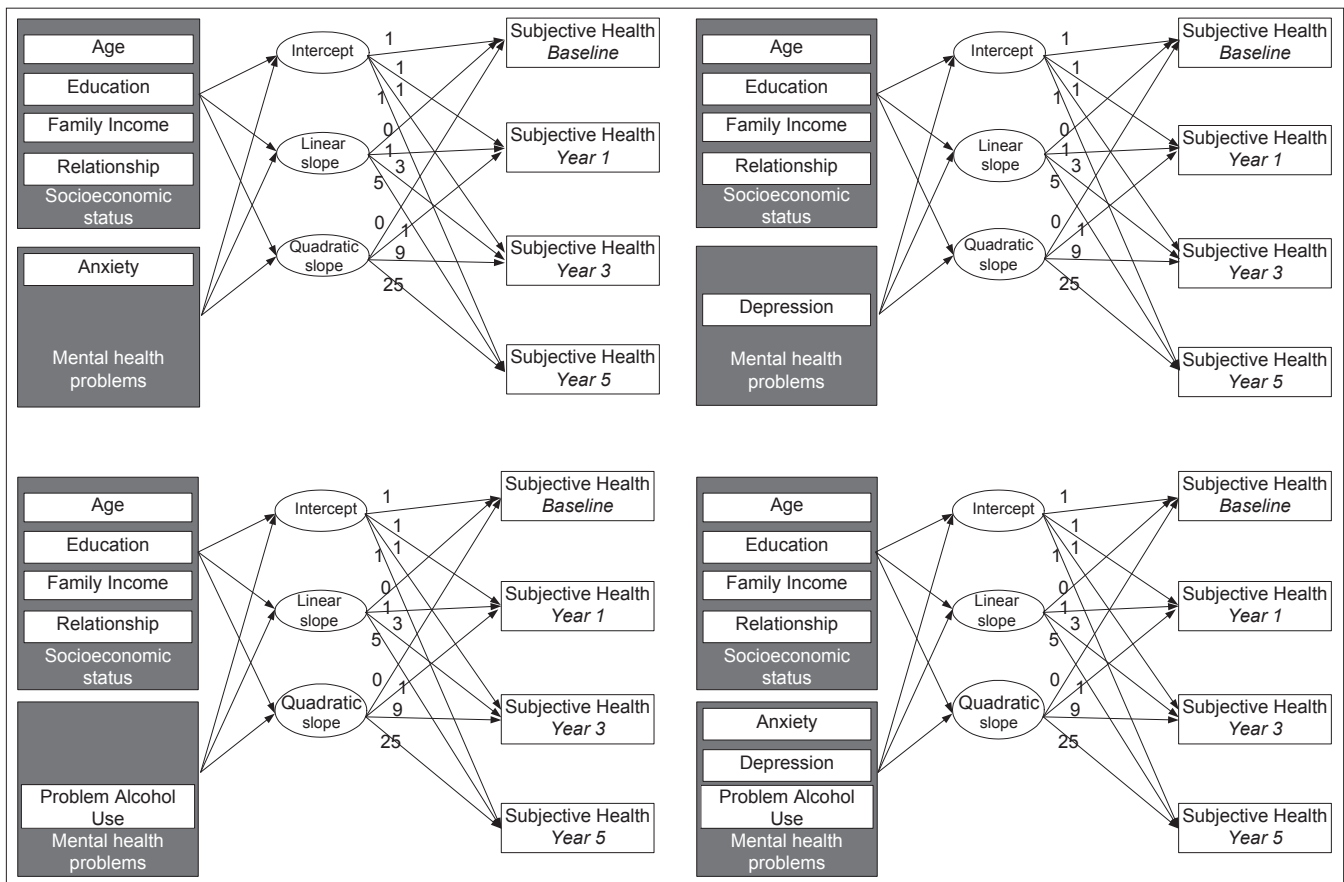 Age
Education
Family Income
Relationship
Socioeconomic
status
Anxiety
Mental health
problems
Intercept
Linear
slope
Quadratic
slope
1
1
1
1
0
1
3
5
0
1
9
25
Subjective Health
Baseline
Subjective Health
Year 1
Subjective Health
Year 3
Subjective Health
Year 5
Age
Education
Family Income
Relationship
Socioeconomic
status
Depression
Mental health
problems
Intercept
Linear
slope
Quadratic
slope
1
1
1
1
0
1
3
5
0
1
9
25
Subjective Health
Baseline
Subjective Health
Year 1
Subjective Health
Year 3
Subjective Health
Year 5
Age
Education
Family Income
Relationship
Socioeconomic
status
Problem Alcohol
Use
Mental health
problems
Intercept
Linear
slope
Quadratic
slope
1
1
1
1
0
1
3
5
0
1
9
25
Subjective Health
Baseline
Subjective Health
Year 1
Subjective Health
Year 3
Subjective Health
Year 5
Age
Education
Family Income
Relationship
Socioeconomic
status
Anxiety
Depression
Problem Alcohol
Use
Mental health
problems
Intercept
Linear
slope
Quadratic
slope
1
1
1
1
0
1
3
5
0
1
9
25
Subjective Health
Baseline
Subjective Health
Year 1
Subjective Health
Year 3
Subjective Health
Year 5